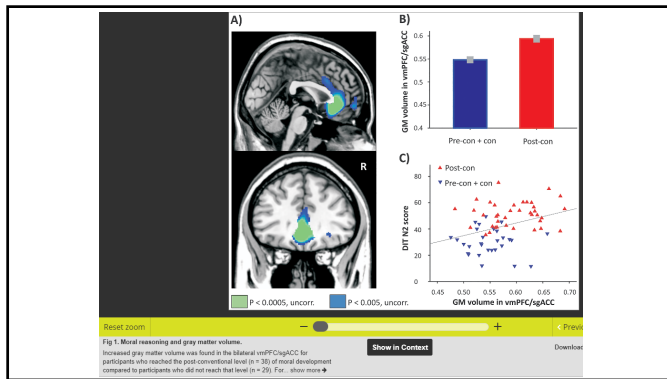 A)
B)
GM volume in vmPFC/sgACC
0.6
0.55
0.5
0.45
0.4
Pre-con + con
Post-con
R
C)
Post-con
Pre-con + con
DIT N2 score
80
60
40
20
0
0.45 0.50 0.55 0.60 0.65 0.70
GM volume in vmPFC/sgACC
P < 0.0005, uncorr.
P < 0.005, uncorr.
Reset zoom
− +
‹ Previ
Fig 1. Moral reasoning and gray matter volume.
Increased gray matter volume was found in the bilateral vmPFC/sgACC for
participants who reached the post-conventional level (n = 38) of moral development
compared to participants who did not reach that level (n = 29). For... show more →
Show in Context
Download